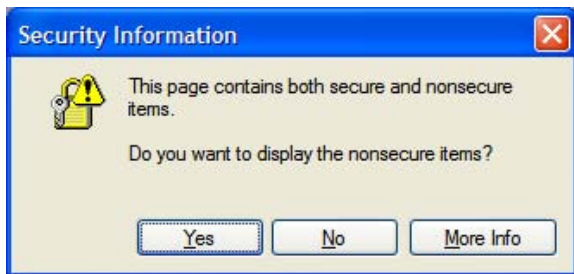 Security Information
This page contains both secure and nonsecure
items.
Do you want to display the nonsecure items?
Yes
No
More Info